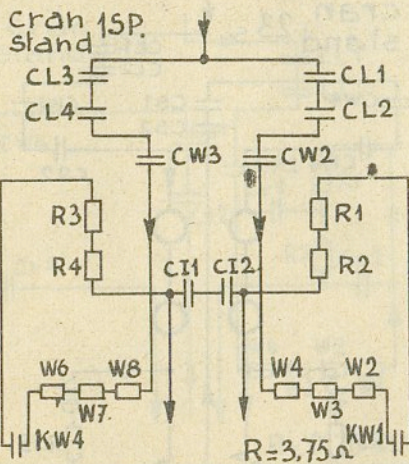 cran 1SP.
stand
CL3
CL1
CL4
CL2
CW3
CW2
R3
R1
R4
CI1
CI2
R2
W6
W8
W4
W2
W7
W3
KW4
R=3,75Ω
KW1